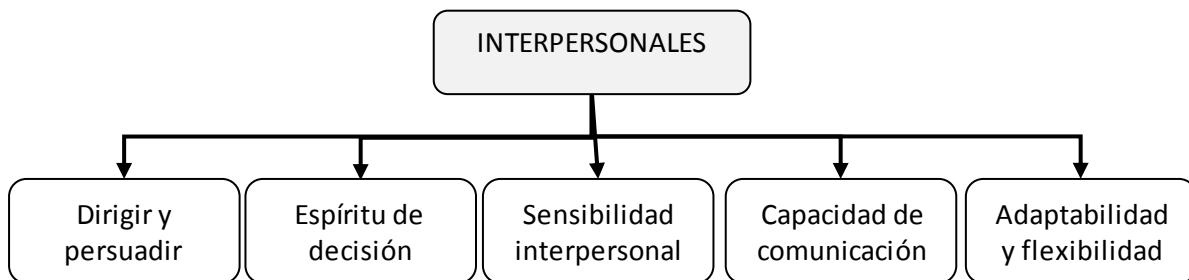 INTERPERSONALES
Dirigir y
persuadir
Espíritu de
decisión
Sensibilidad
interpersonal
Capacidad de
comunicación
Adaptabilidad
y flexibilidad